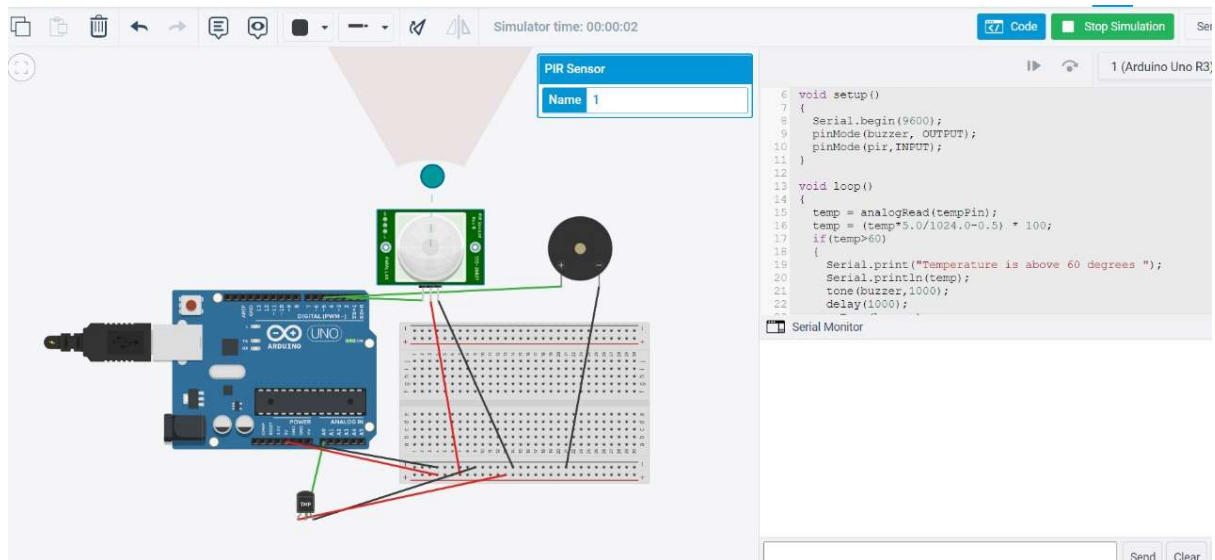 Simulator time: 00:00:02
Code
Stop Simulation
PIR Sensor
Name 1
1 (Arduino Uno R3)
6 void setup()
7 {
8 Serial.begin(9600);
9 pinMode(buzzer, OUTPUT);
10 pinMode(pir,INPUT);
11 }
12
13 void loop()
14 {
15 temp = analogRead(tempPin);
16 temp = (temp*5.0/1024.0-0.5) * 100;
17 if(temp>60)
18 {
19 Serial.print("Temperature is above 60 degrees ");
20 Serial.println(temp);
21 tone(buzzer,1000);
22 delay(1000);
Serial Monitor
DIGITAL (PWM~)
UNO
ARDUINO
POWER
ANALOG IN
TMP
Send
Clear